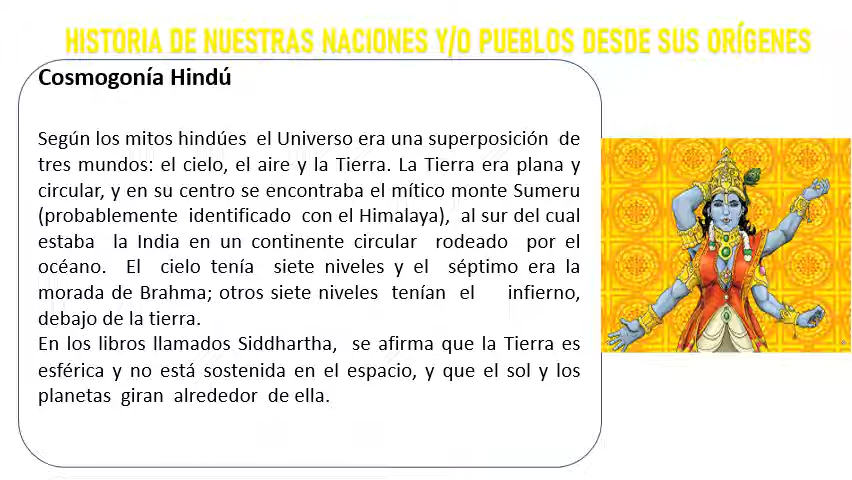 HISTORIA DE NUESTRAS NACIONES Y/O PUEBLOS DESDE SUS ORÍGENES
Cosmogonía Hindú
Según los mitos hindúes el Universo era una superposición de
tres mundos: el cielo, el aire y la Tierra. La Tierra era plana y
circular, y en su centro se encontraba el mítico monte Sumeru
(probablemente identificado con el Himalaya), al sur del cual
estaba la India en un continente circular rodeado por el
océano. El cielo tenía siete niveles y el séptimo era la
morada de Brahma; otros siete niveles tenían el infierno,
debajo de la tierra.
En los libros llamados Siddhartha, se afirma que la Tierra es
esférica y no está sostenida en el espacio, y que el sol y los
planetas giran alrededor de ella.